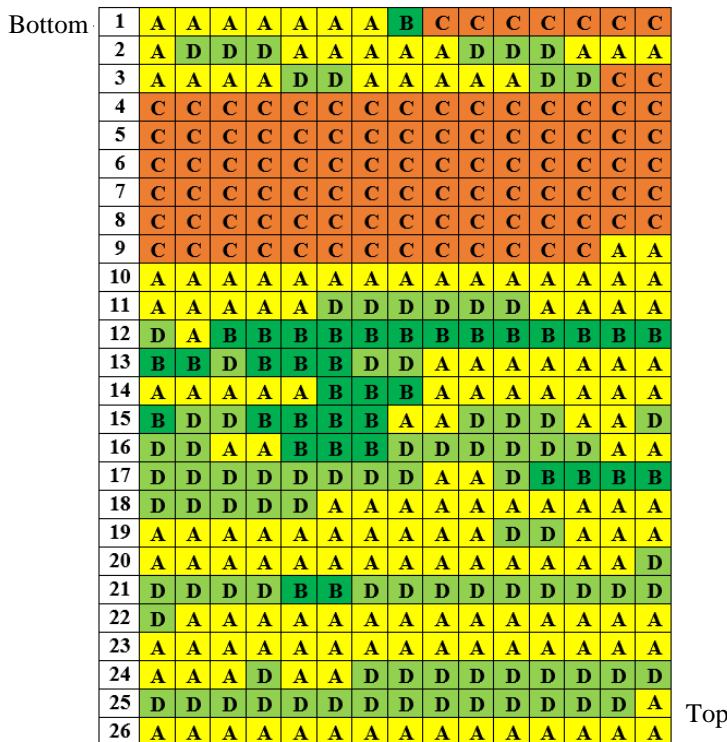 Bottom 1 A A A A A A A B C C C C C C C
2 A D D D A A A A A D D D A A A
3 A A A A D D A A A A A D D C C
4 C C C C C C C C C C C C C C C
5 C C C C C C C C C C C C C C C
6 C C C C C C C C C C C C C C C
7 C C C C C C C C C C C C C C C
8 C C C C C C C C C C C C C C C
9 C C C C C C C C C C C C C A A
10 A A A A A A A A A A A A A A A
11 A A A A A D D D D D D A A A A
12 D A B B B B B B B B B B B B B
13 B B D B B B D D A A A A A A A
14 A A A A A B B B A A A A A A A
15 B D D B B B B A A D D D A A D
16 D D A A B B B D D D D D D A A
17 D D D D D D D D A A D B B B B
18 D D D D D A A A A A A A A A A
19 A A A A A A A A A A D D A A A
20 A A A A A A A A A A A A A A D
21 D D D D B B D D D D D D D D D
22 D A A A A A A A A A A A A A A
23 A A A A A A A A A A A A A A A
24 A A A D A A D D D D D D D D D
25 D D D D D D D D D D D D D D A Top
26 A A A A A A A A A A A A A A A